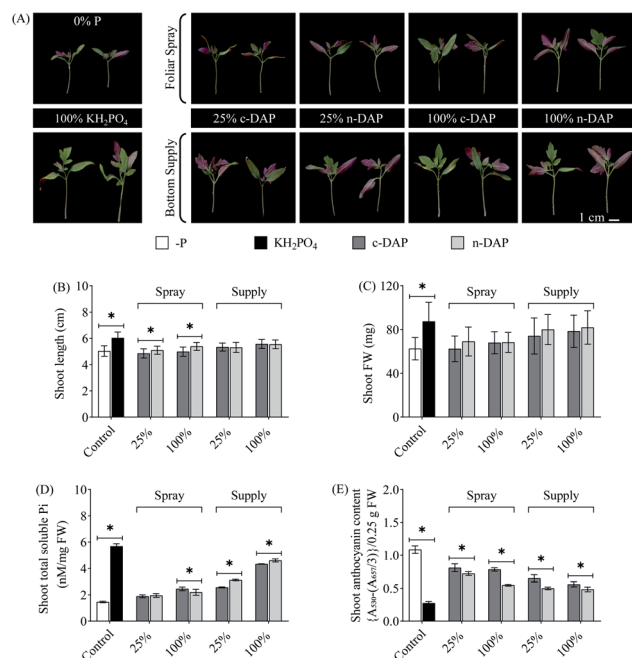 (A)
0% P
Foliar Spray
100% KH₂PO₄
25% c-DAP
25% n-DAP
100% c-DAP
100% n-DAP
Bottom Supply
1 cm
-P
KH₂PO₄
c-DAP
n-DAP
(B)
Spray
Supply
Shoot length (cm)
10
8
6
4
2
0
*
*
*
Control
25%
100%
25%
100%
(C)
Spray
Supply
Shoot FW (mg)
120
80
40
0
*
Control
25%
100%
25%
100%
(D)
Spray
Supply
Shoot total soluble Pi
(nM/mg FW)
10
8
6
4
2
0
*
*
*
*
Control
25%
100%
25%
100%
(E)
Spray
Supply
Shoot anthocyanin content
{A₅₃₀-(A₆₅₇/3)}/0.25 g FW
2.0
1.5
1.0
0.5
0.0
*
*
*
*
*
Control
25%
100%
25%
100%